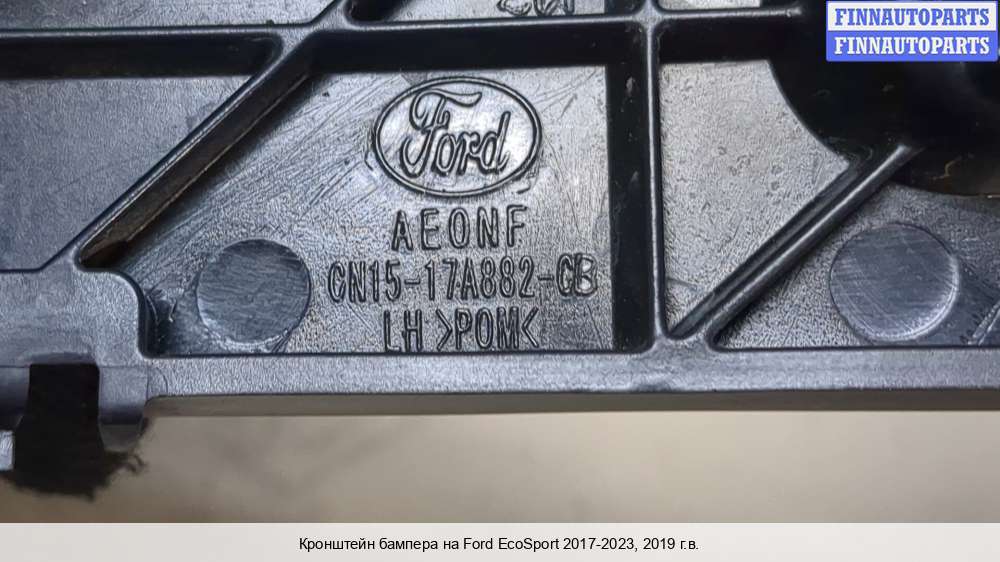 FINNAUTOPARTS
FINNAUTOPARTS
Ford
AEONF
CN15-17A882-CB
LH >POM<
Кронштейн бампера на Ford EcoSport 2017-2023, 2019 г.в.